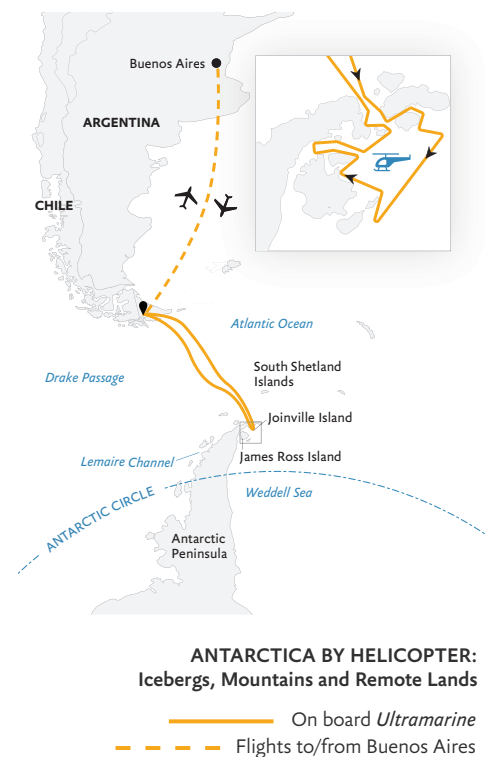 Buenos Aires
ARGENTINA
CHILE
Atlantic Ocean
Drake Passage
South Shetland
Islands
Joinville Island
James Ross Island
Lemaire Channel
Weddell Sea
ANTARCTIC CIRCLE
Antarctic
Peninsula
ANTARCTICA BY HELICOPTER:
Icebergs, Mountains and Remote Lands
On board Ultramarine
Flights to/from Buenos Aires